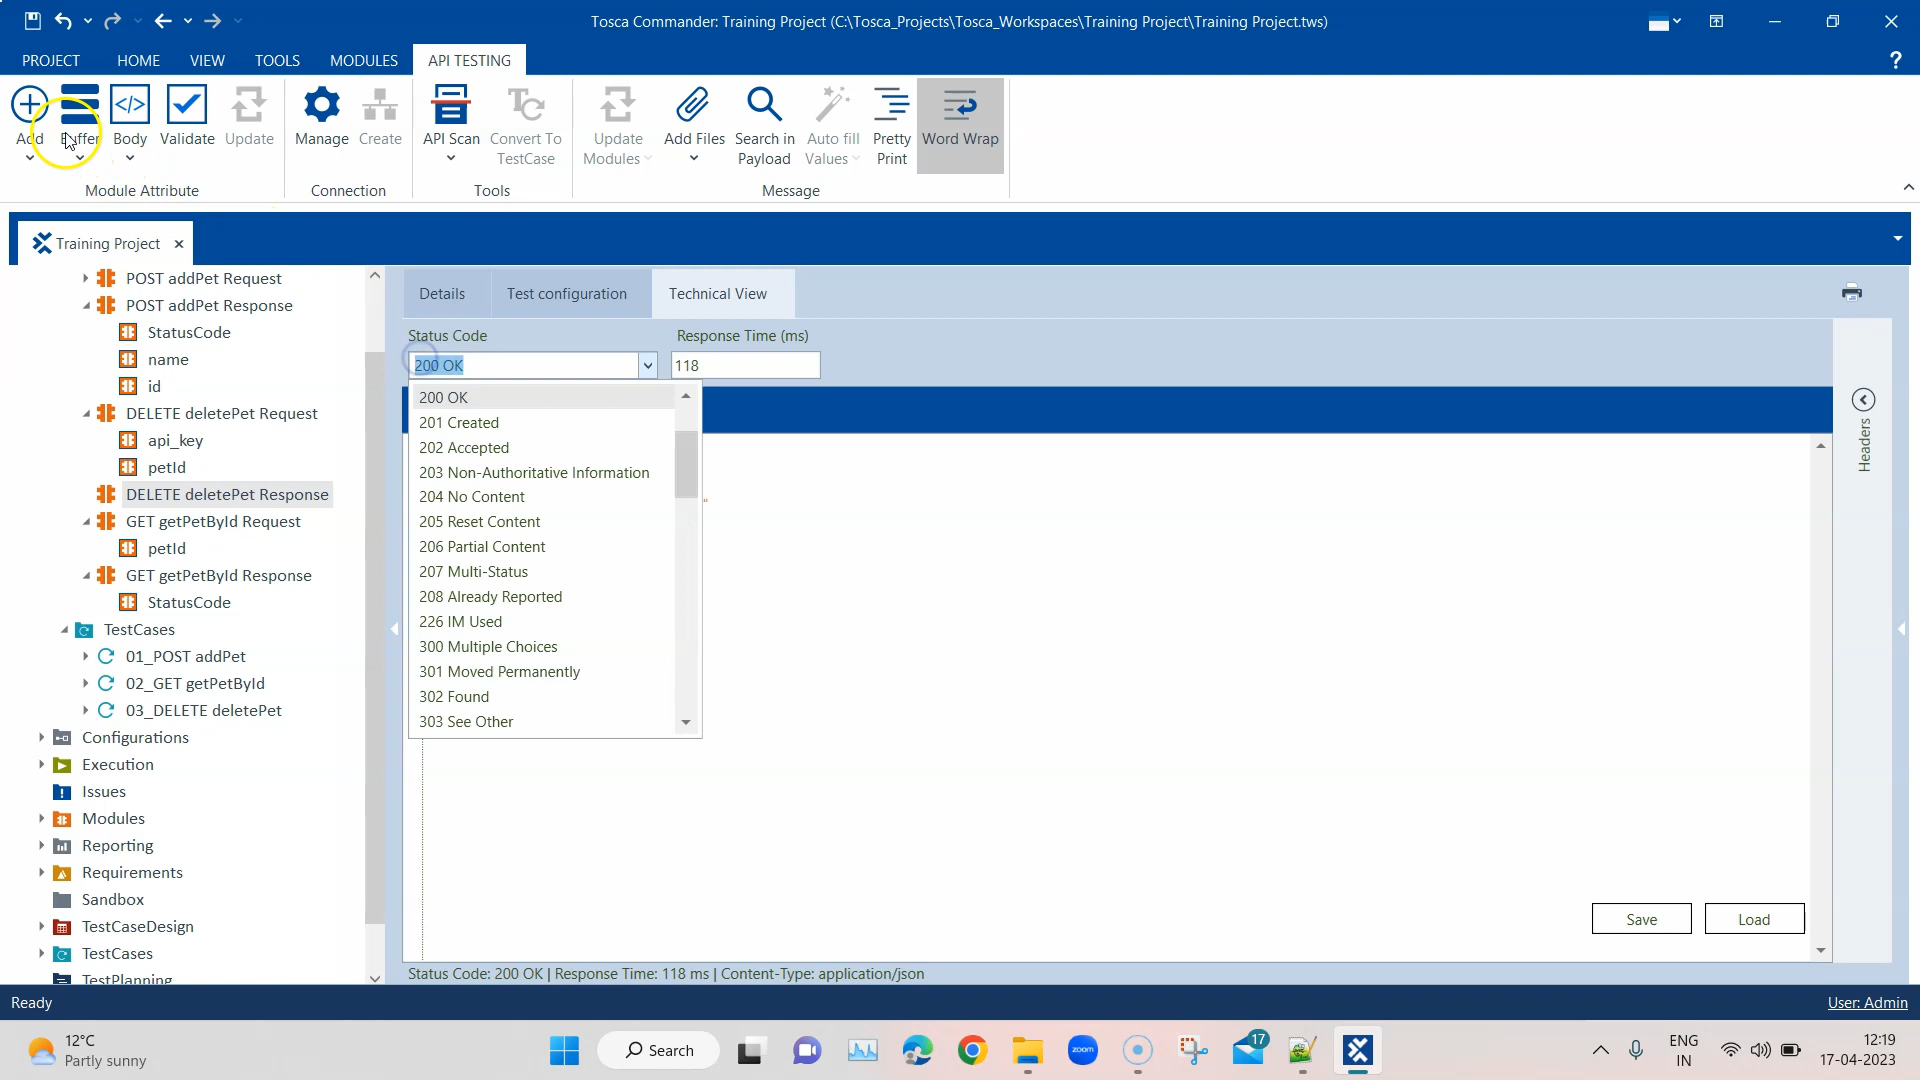 Tosca Commander: Training Project (C:\Tosca_Projects\Tosca_Workspaces\Training Project\Training Project.tws)
PROJECT HOME VIEW TOOLS MODULES API TESTING ?
Add Buffer Body Validate Update Manage Create API Scan Convert To TestCase Update Modules Add Files Search in Payload Auto fill Values Pretty Print Word Wrap
Module Attribute Connection Tools Message
Training Project
POST addPet Request
POST addPet Response
StatusCode
name
id
DELETE deletePet Request
api_key
petId
DELETE deletePet Response
GET getPetById Request
petId
GET getPetById Response
StatusCode
TestCases
01_POST addPet
02_GET getPetById
03_DELETE deletePet
Configurations
Execution
Issues
Modules
Reporting
Requirements
Sandbox
TestCaseDesign
TestCases
TestPlanning
Details Test configuration Technical View
Status Code Response Time (ms)
200 OK 118
200 OK
201 Created
202 Accepted
203 Non-Authoritative Information
204 No Content
205 Reset Content
206 Partial Content
207 Multi-Status
208 Already Reported
226 IM Used
300 Multiple Choices
301 Moved Permanently
302 Found
303 See Other
Headers
Save Load
Status Code: 200 OK | Response Time: 118 ms | Content-Type: application/json
Ready User: Admin
12°C
Partly sunny
Search
zoom
17
ENG
IN
12:19
17-04-2023